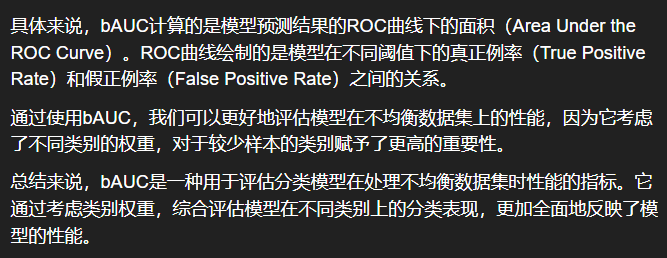 具体来说，bAUC计算的是模型预测结果的ROC曲线下的面积（Area Under the
ROC Curve）。ROC曲线绘制的是模型在不同阈值下的真正例率（True Positive
Rate）和假正例率（False Positive Rate）之间的关系。
通过使用bAUC，我们可以更好地评估模型在不均衡数据集上的性能，因为它考虑
了不同类别的权重，对于较少样本的类别赋予了更高的重要性。
总结来说，bAUC是一种用于评估分类模型在处理不均衡数据集时性能的指标。它
通过考虑类别权重，综合评估模型在不同类别上的分类表现，更加全面地反映了模
型的性能。